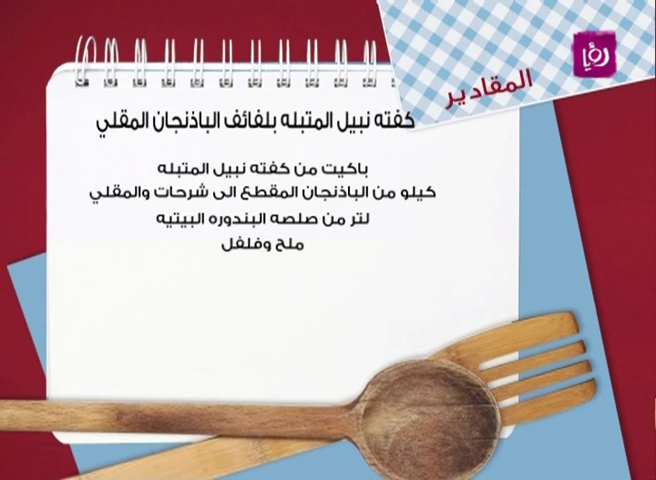 رؤيا
المقادير
كفته نبيل المتبله بلفائف الباذنجان المقلي
باكيت من كفته نبيل المتبله
كيلو من الباذنجان المقطع الى شرحات والمقلي
لتر من صلصه البندوره البيتيه
ملح وفلفل